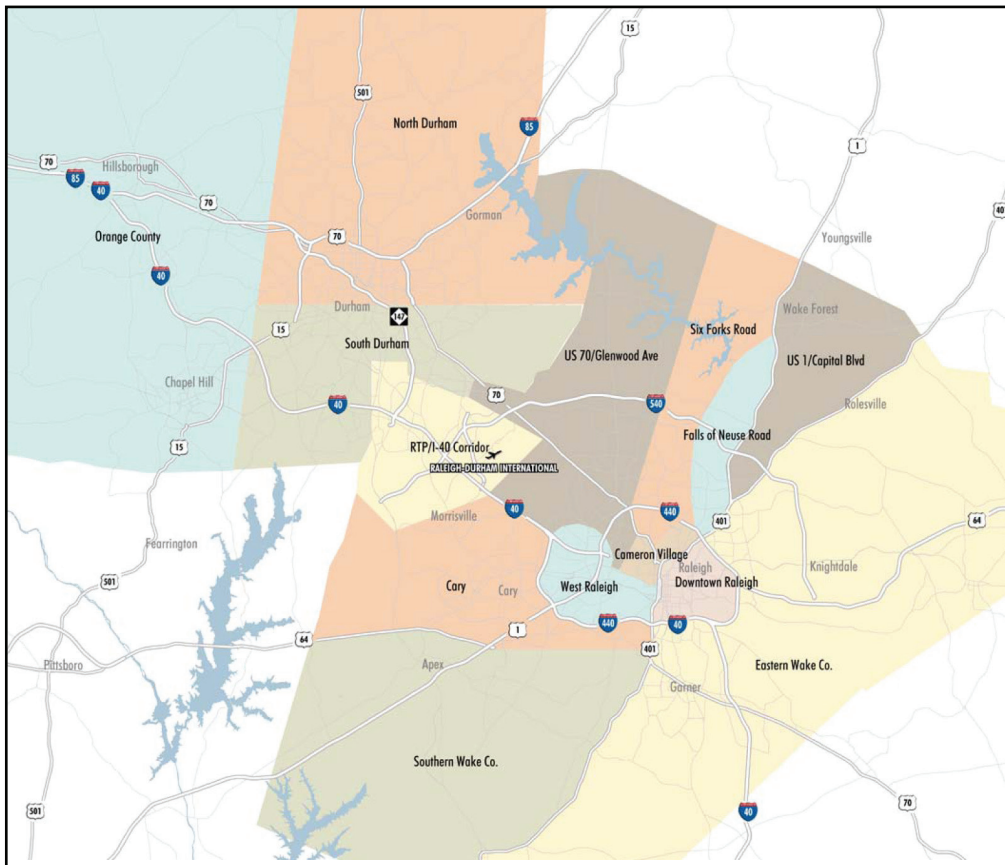 15
501
North Durham
85
1
70
Hillsborough
85
40
70
Gorman
401
Orange County
70
Youngsville
40
Durham
147
Wake Forest
15
South Durham
Six Forks Road
US 70/Glenwood Ave
US 1/Capital Blvd
Chapel Hill
70
40
540
Rolesville
Falls of Neuse Road
15
RTP/I-40 Corridor
RALEIGH-DURHAM INTERNATIONAL
40
440
Morrisville
401
64
Fearrington
Cameron Village
Raleigh
Knightdale
501
Cary
Cary
West Raleigh
Downtown Raleigh
1
440
40
64
401
Pittsboro
Apex
Eastern Wake Co.
Garner
Southern Wake Co.
501
40
70